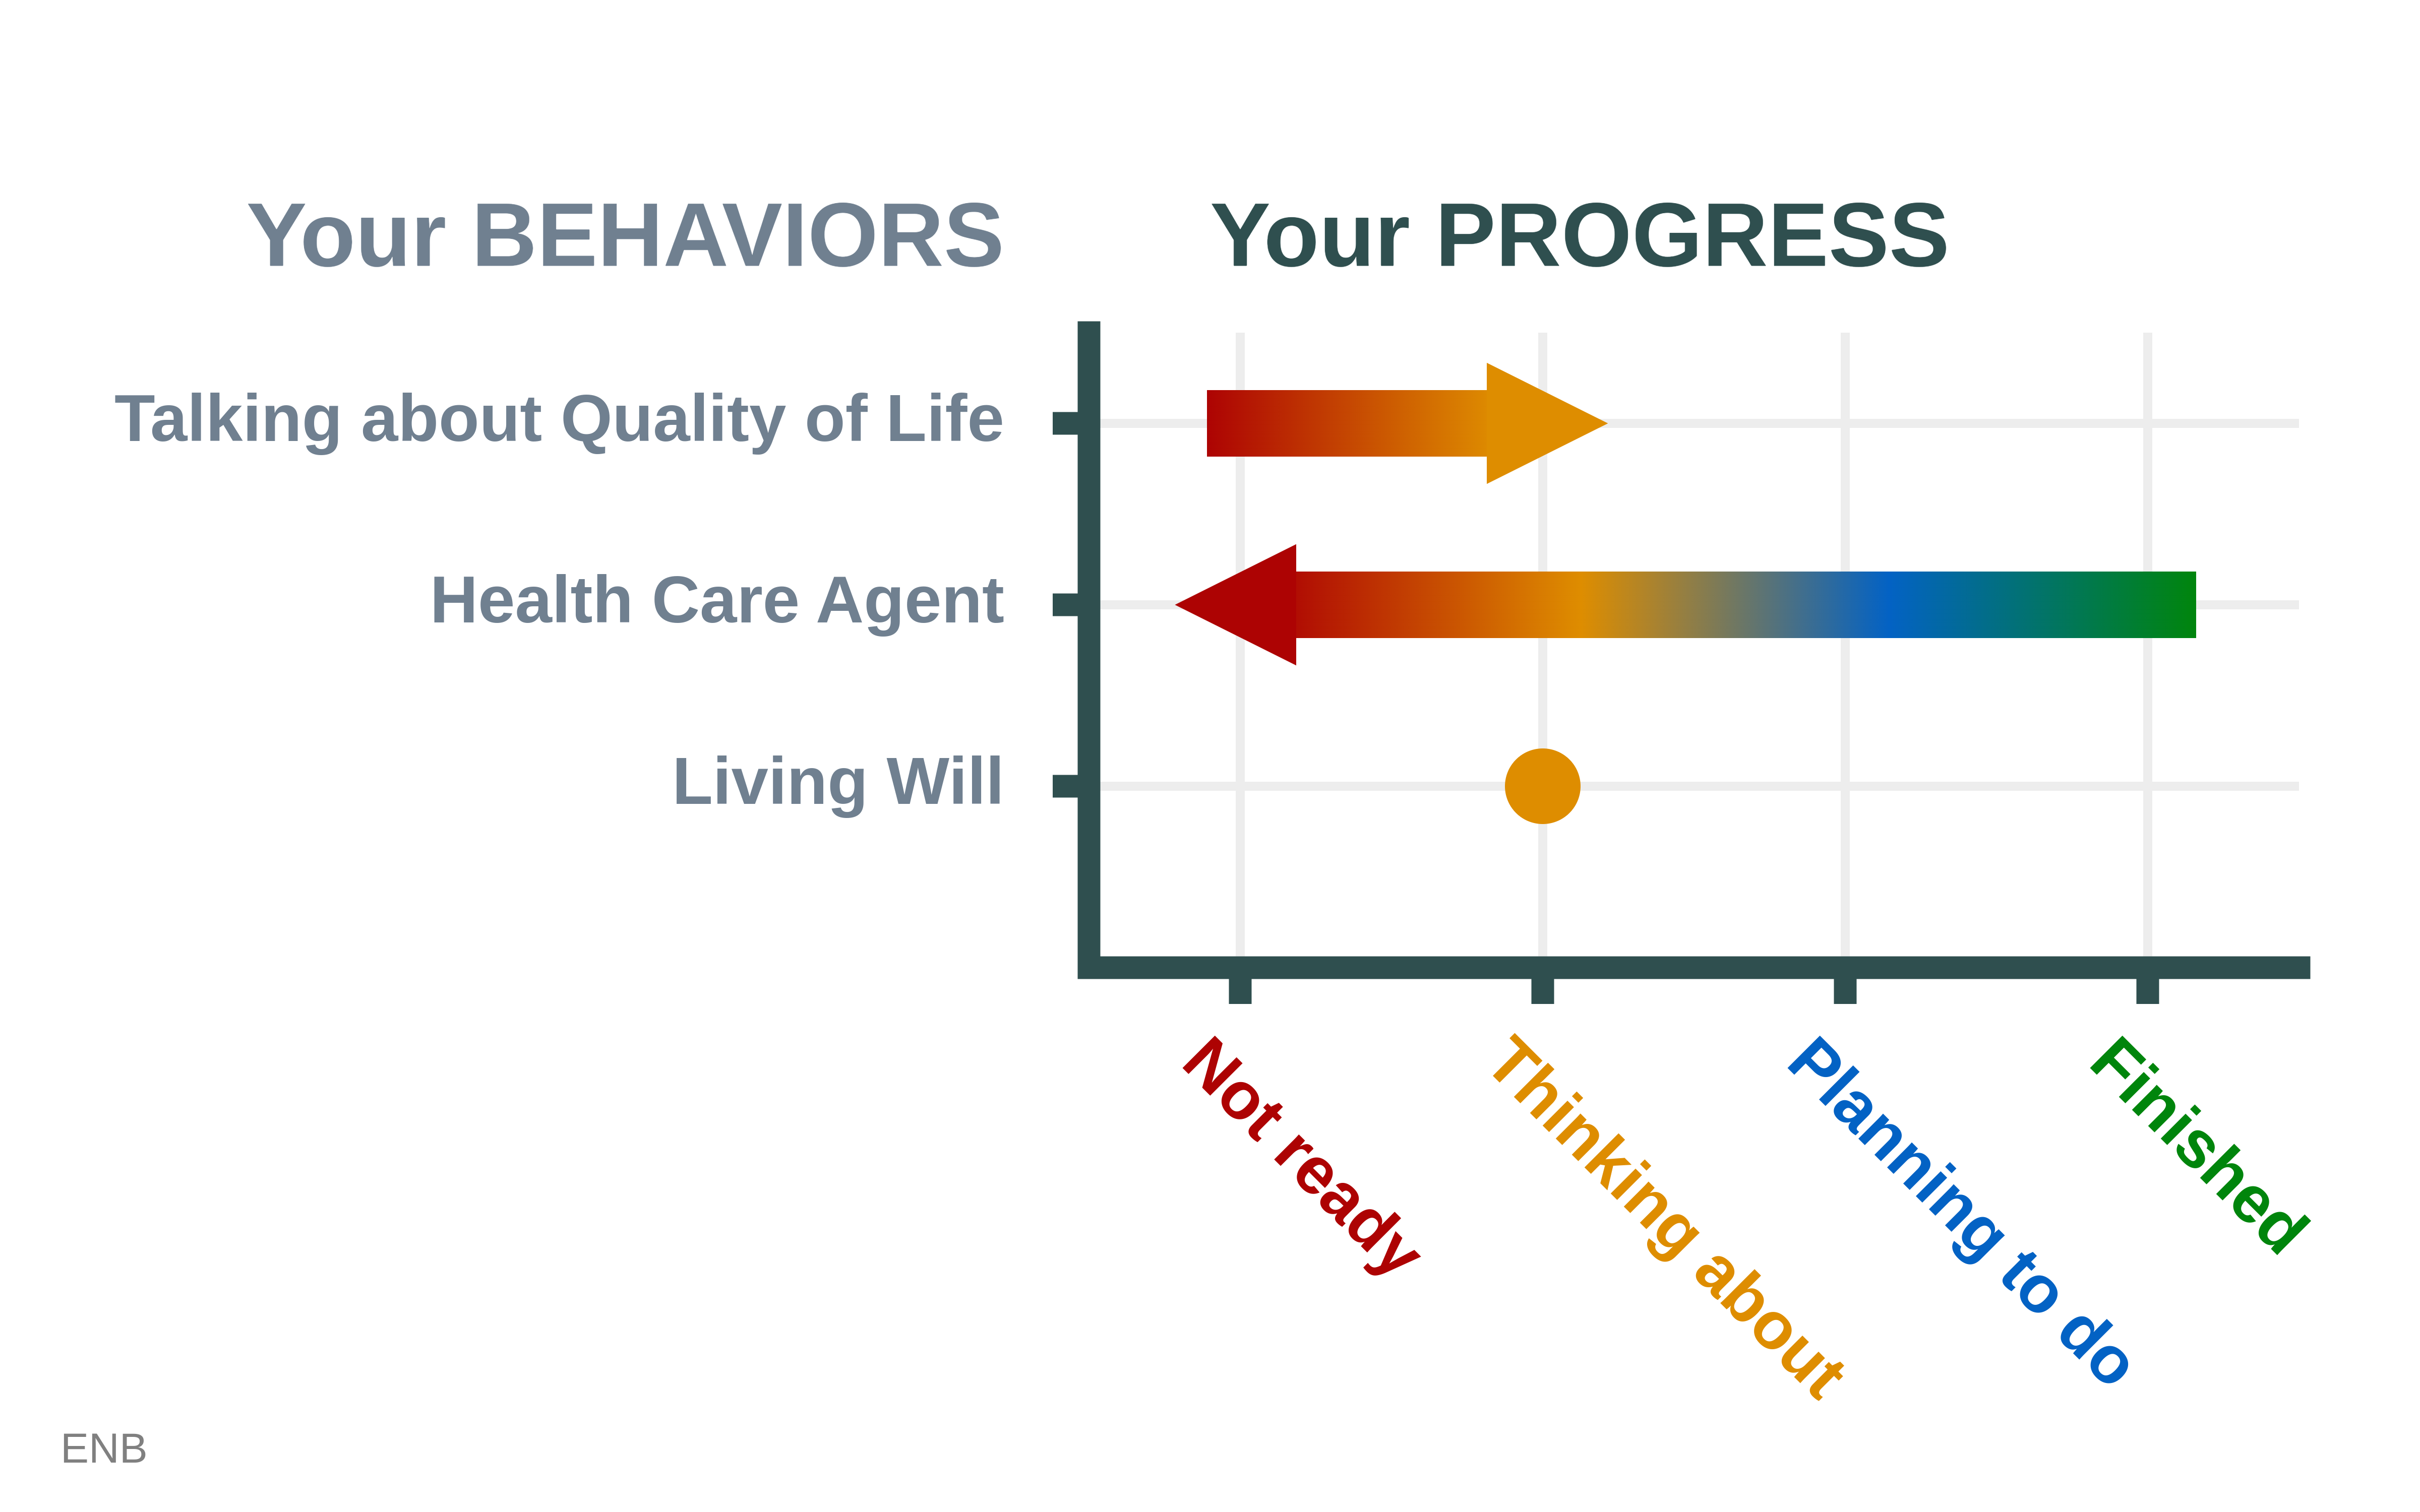 Your BEHAVIORS
Your PROGRESS
Talking about Quality of Life
Health Care Agent
Living Will
Not ready
Thinking about
Planning to do
Finished
ENB